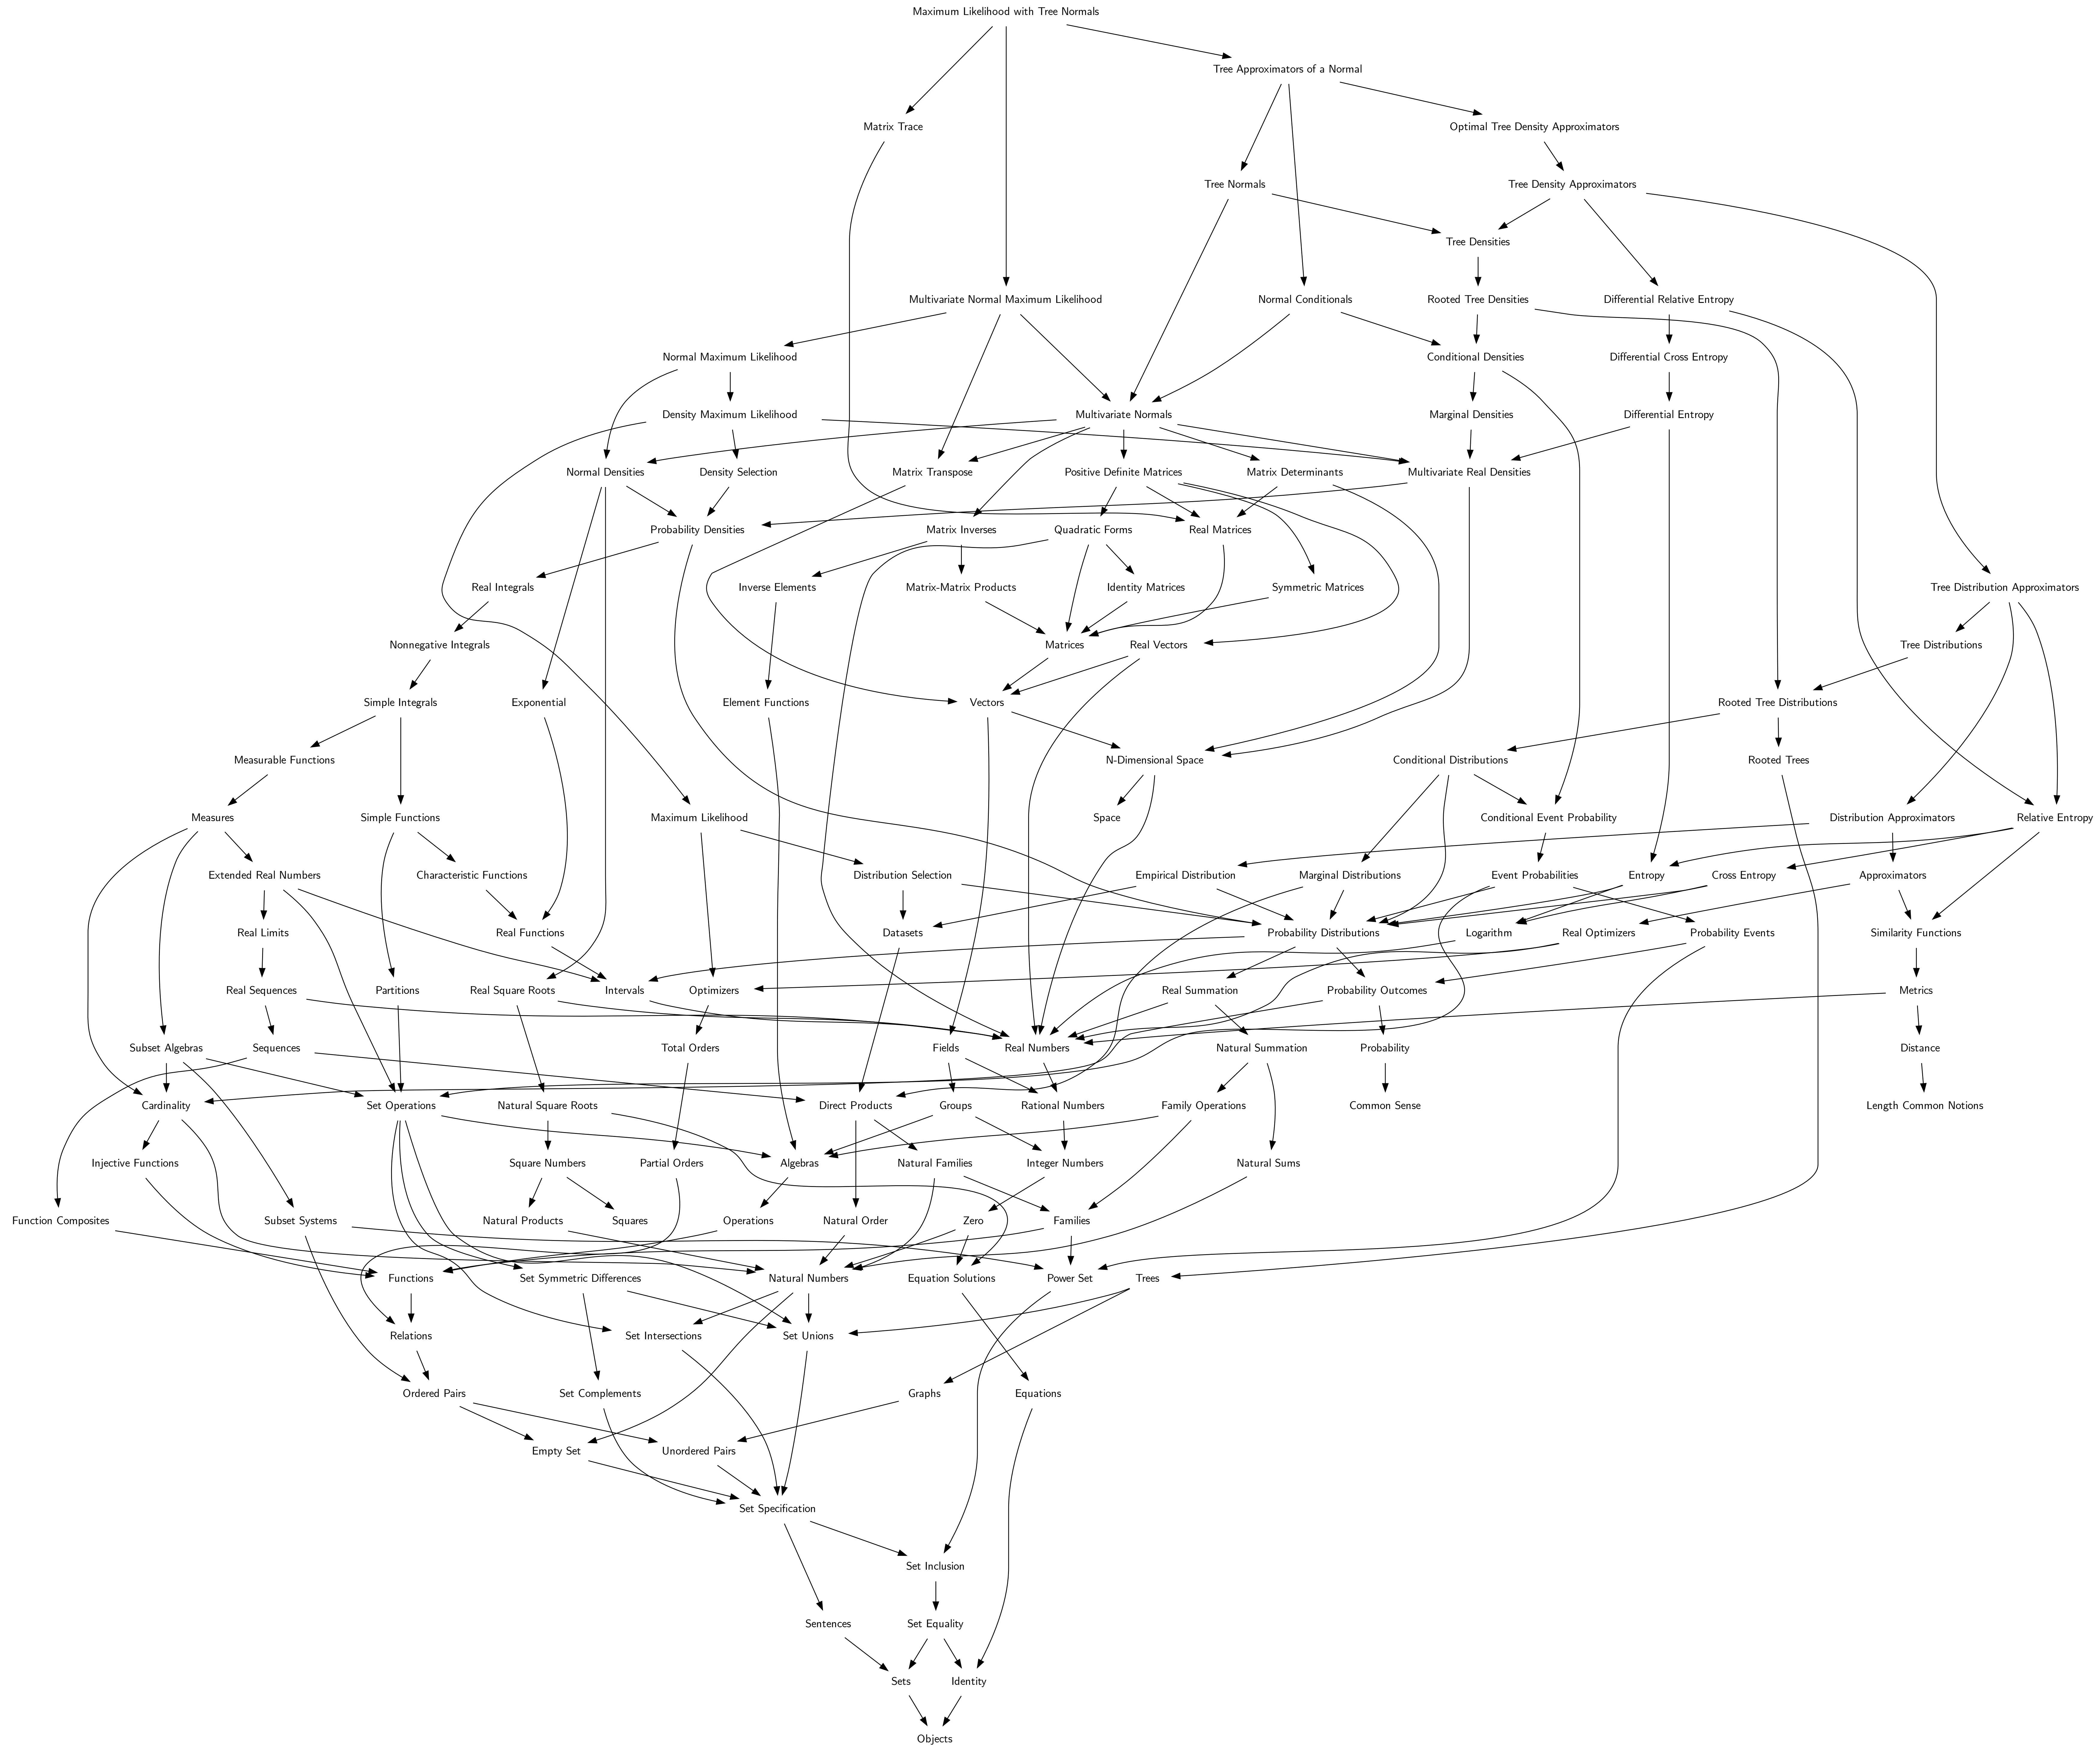 Maximum Likelihood with Tree Normals
Tree Approximators of a Normal
Matrix Trace
Optimal Tree Density Approximators
Tree Normals
Tree Density Approximators
Tree Densities
Multivariate Normal Maximum Likelihood
Normal Conditionals
Rooted Tree Densities
Differential Relative Entropy
Normal Maximum Likelihood
Conditional Densities
Differential Cross Entropy
Density Maximum Likelihood
Multivariate Normals
Marginal Densities
Differential Entropy
Normal Densities
Density Selection
Matrix Transpose
Positive Definite Matrices
Matrix Determinants
Multivariate Real Densities
Probability Densities
Matrix Inverses
Quadratic Forms
Real Matrices
Real Integrals
Inverse Elements
Matrix-Matrix Products
Identity Matrices
Symmetric Matrices
Tree Distribution Approximators
Nonnegative Integrals
Matrices
Real Vectors
Tree Distributions
Simple Integrals
Exponential
Element Functions
Vectors
Rooted Tree Distributions
Measurable Functions
N-Dimensional Space
Conditional Distributions
Rooted Trees
Measures
Simple Functions
Maximum Likelihood
Space
Conditional Event Probability
Distribution Approximators
Relative Entropy
Extended Real Numbers
Characteristic Functions
Distribution Selection
Empirical Distribution
Marginal Distributions
Event Probabilities
Entropy
Cross Entropy
Approximators
Real Limits
Real Functions
Datasets
Probability Distributions
Logarithm
Real Optimizers
Probability Events
Similarity Functions
Real Sequences
Partitions
Real Square Roots
Intervals
Optimizers
Real Summation
Probability Outcomes
Metrics
Subset Algebras
Sequences
Total Orders
Fields
Real Numbers
Natural Summation
Probability
Distance
Cardinality
Set Operations
Natural Square Roots
Direct Products
Groups
Rational Numbers
Family Operations
Common Sense
Length Common Notions
Injective Functions
Square Numbers
Partial Orders
Algebras
Natural Families
Integer Numbers
Natural Sums
Function Composites
Subset Systems
Natural Products
Squares
Operations
Natural Order
Zero
Families
Functions
Set Symmetric Differences
Natural Numbers
Equation Solutions
Power Set
Trees
Relations
Set Intersections
Set Unions
Ordered Pairs
Set Complements
Graphs
Equations
Empty Set
Unordered Pairs
Set Specification
Set Inclusion
Sentences
Set Equality
Sets
Identity
Objects